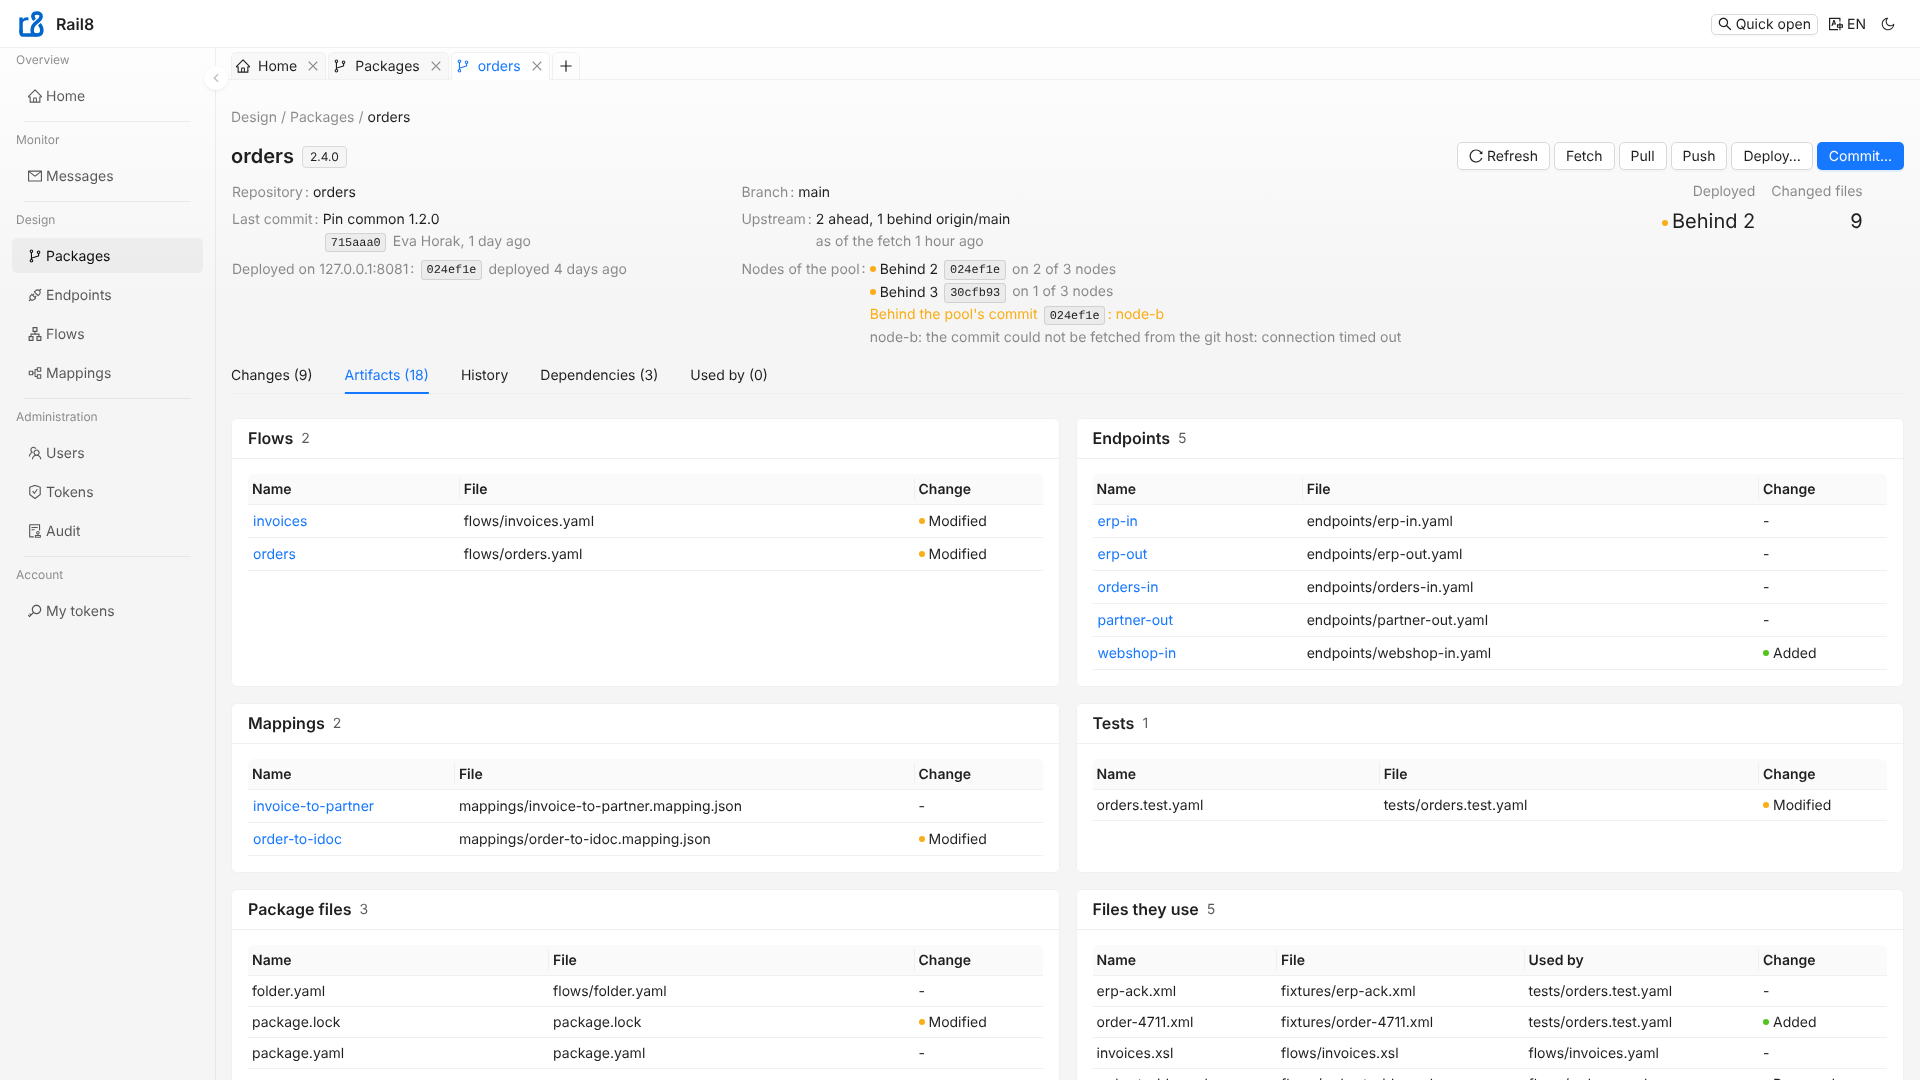 Rail8
Quick open
EN
Overview
Home
Monitor
Messages
Design
Packages
Endpoints
Flows
Mappings
Administration
Users
Tokens
Audit
Account
My tokens
Home
Packages
orders
Design / Packages / orders
orders 2.4.0
Refresh
Fetch
Pull
Push
Deploy...
Commit...
Repository: orders
Branch: main
Deployed
Behind 2
Changed files
9
Last commit: Pin common 1.2.0
715aaa0 Eva Horak, 1 day ago
Upstream: 2 ahead, 1 behind origin/main
as of the fetch 1 hour ago
Deployed on 127.0.0.1:8081: 024ef1e deployed 4 days ago
Nodes of the pool: Behind 2 024ef1e on 2 of 3 nodes
Behind 3 30cfb93 on 1 of 3 nodes
Behind the pool's commit 024ef1e : node-b
node-b: the commit could not be fetched from the git host: connection timed out
Changes (9)
Artifacts (18)
History
Dependencies (3)
Used by (0)
Flows 2
Name File Change
invoices flows/invoices.yaml Modified
orders flows/orders.yaml Modified
Endpoints 5
Name File Change
erp-in endpoints/erp-in.yaml -
erp-out endpoints/erp-out.yaml -
orders-in endpoints/orders-in.yaml -
partner-out endpoints/partner-out.yaml -
webshop-in endpoints/webshop-in.yaml Added
Mappings 2
Name File Change
invoice-to-partner mappings/invoice-to-partner.mapping.json -
order-to-idoc mappings/order-to-idoc.mapping.json Modified
Tests 1
Name File Change
orders.test.yaml tests/orders.test.yaml Modified
Package files 3
Name File Change
folder.yaml flows/folder.yaml -
package.lock package.lock Modified
package.yaml package.yaml -
Files they use 5
Name File Used by Change
erp-ack.xml fixtures/erp-ack.xml tests/orders.test.yaml -
order-4711.xml fixtures/order-4711.xml tests/orders.test.yaml Added
invoices.xsl flows/invoices.xsl flows/invoices.yaml -